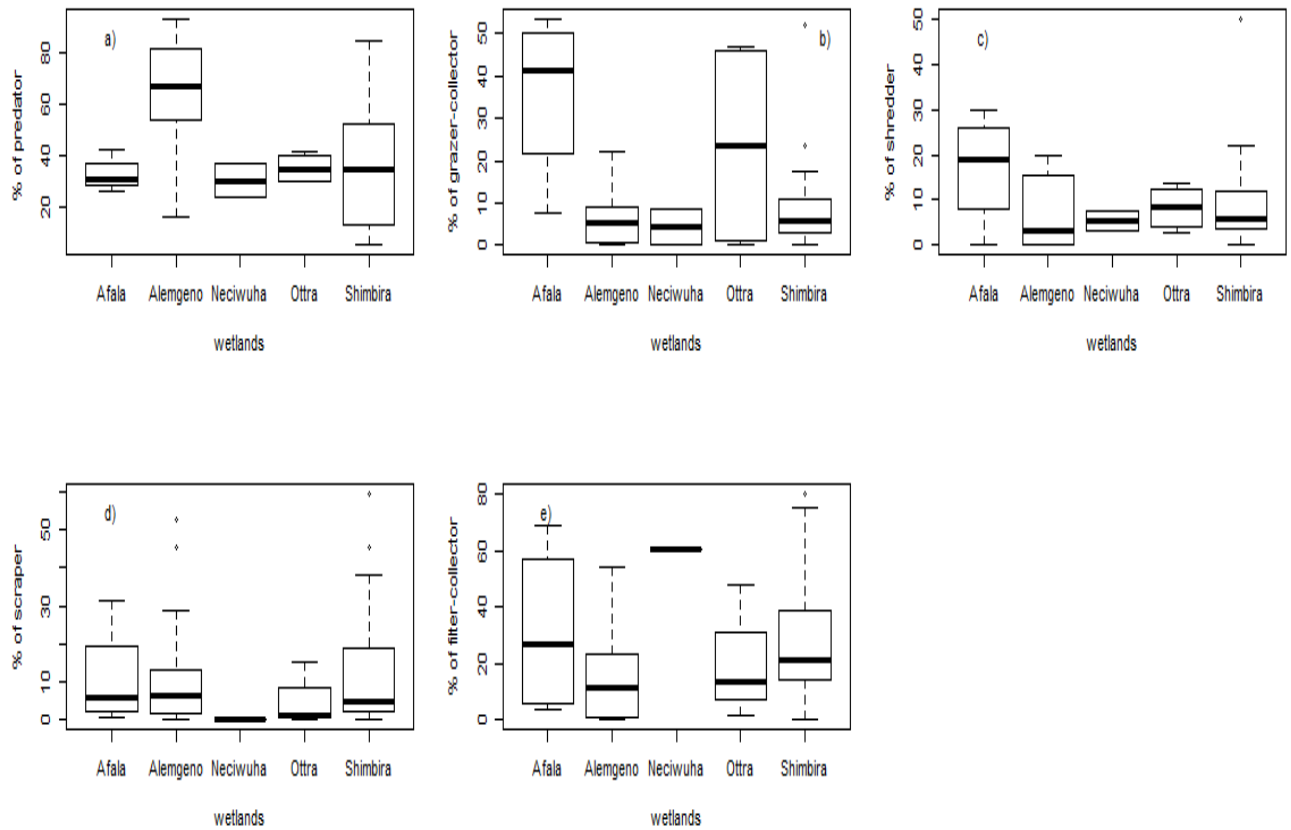 a)
% of predator
20 40 60 80
Afala Alemgeno Neciwuha Ottra Shimbira
wetlands
b)
% of grazer-collector
0 10 20 30 40 50
Afala Alemgeno Neciwuha Ottra Shimbira
wetlands
c)
% of shredder
0 10 20 30 40 50
Afala Alemgeno Neciwuha Ottra Shimbira
wetlands
d)
% of scraper
0 10 30 50
Afala Alemgeno Neciwuha Ottra Shimbira
wetlands
e)
% of filter-collector
0 20 40 60 80
Afala Alemgeno Neciwuha Ottra Shimbira
wetlands